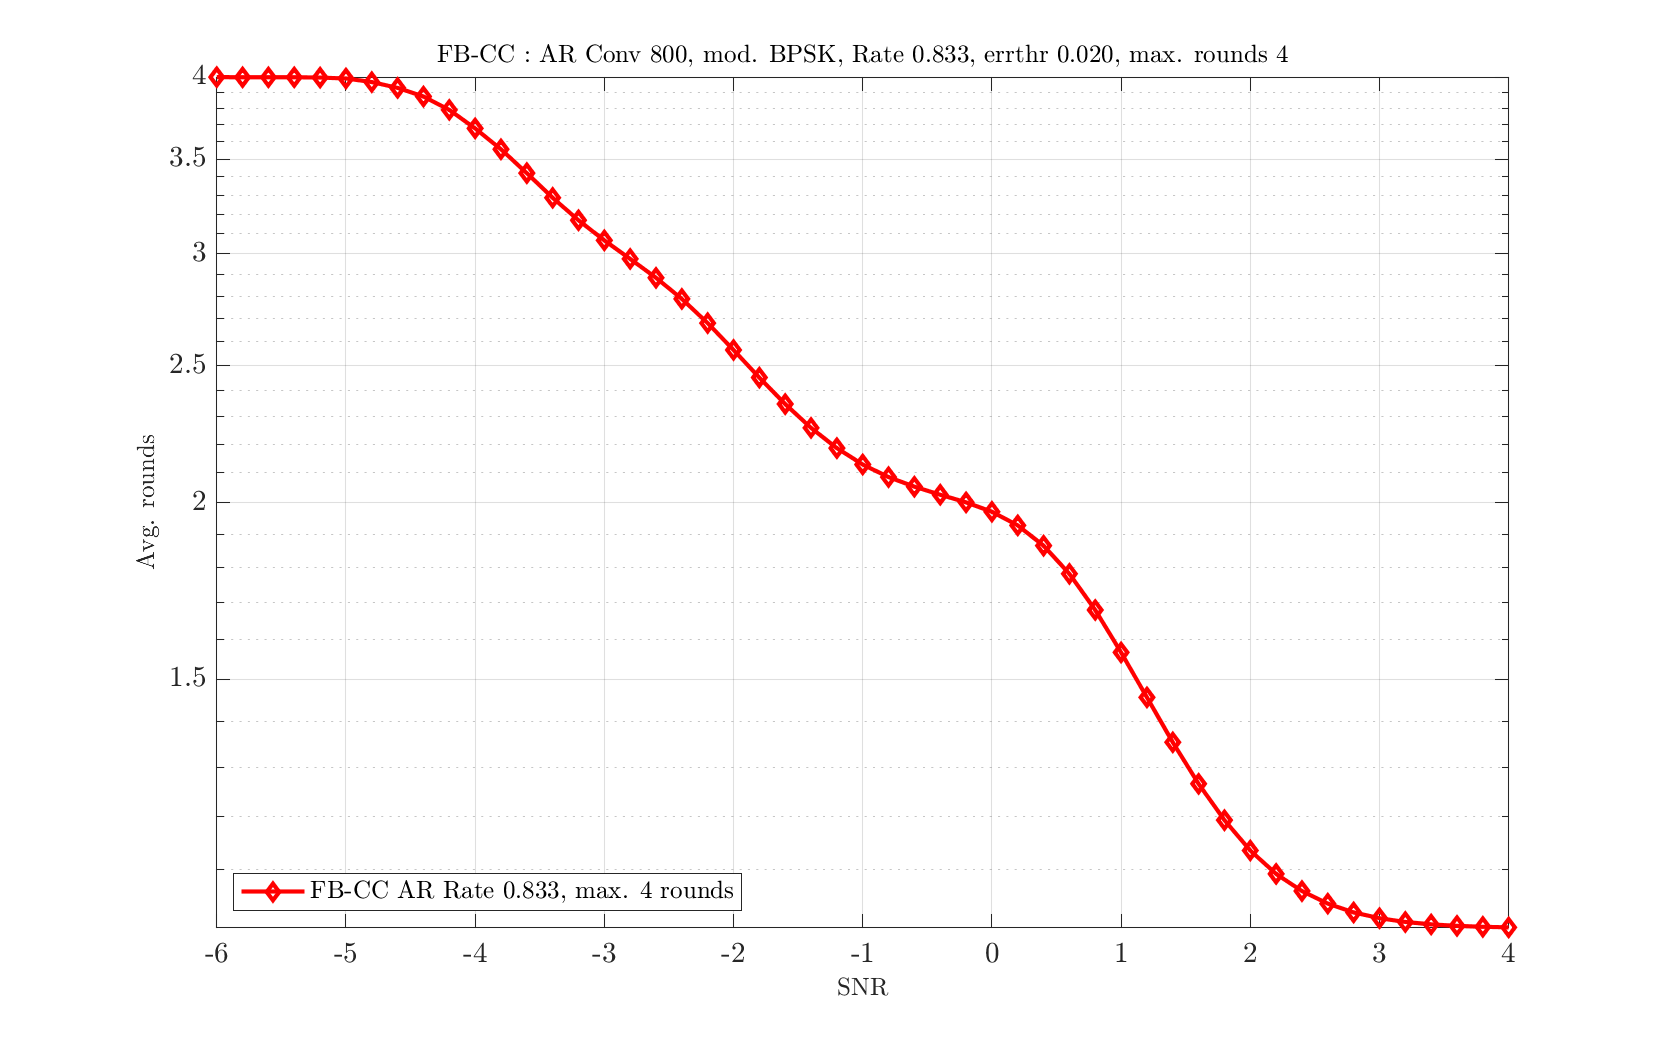 FB-CC : AR Conv 800, mod. BPSK, Rate 0.833, errthr 0.020, max. rounds 4
4
3.5
3
2.5
2
1.5
Avg. rounds
FB-CC AR Rate 0.833, max. 4 rounds
-6 -5 -4 -3 -2 -1 0 1 2 3 4
SNR